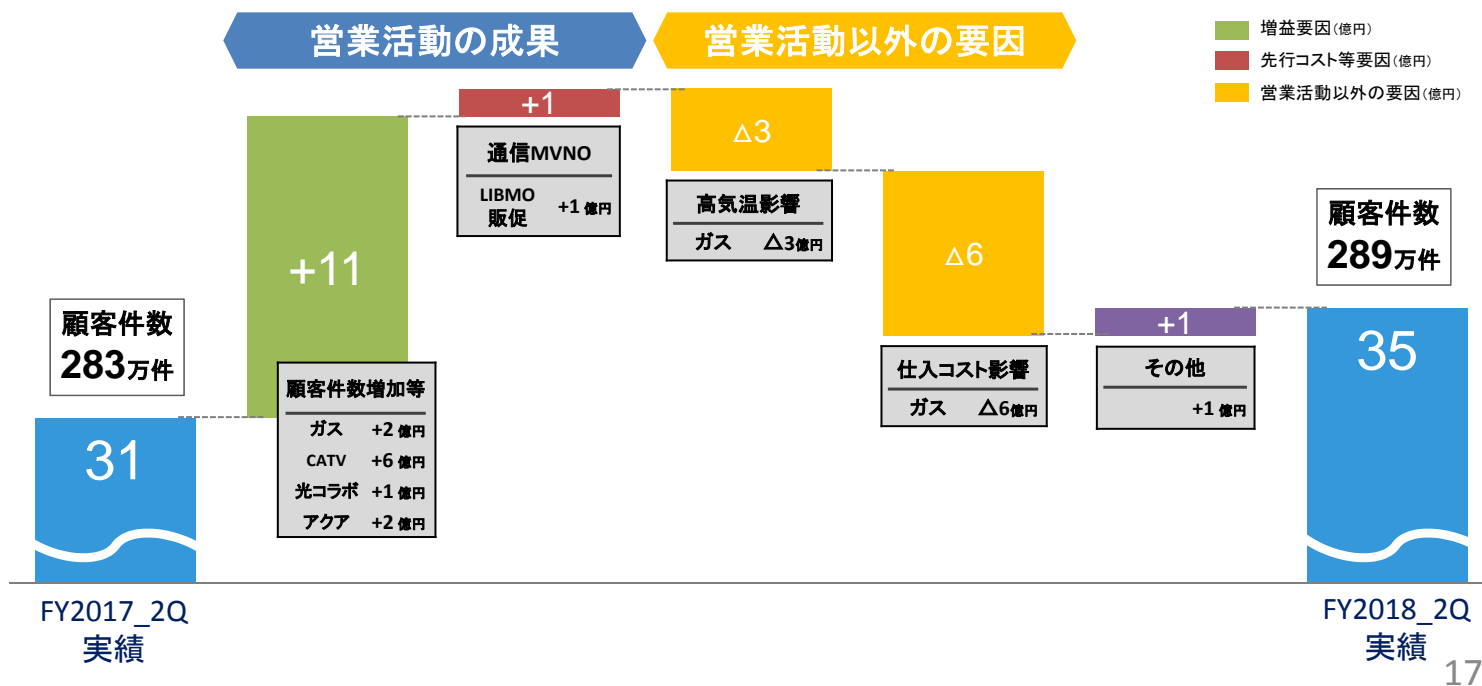 営業活動の成果
営業活動以外の要因
増益要因(億円)
先行コスト等要因(億円)
営業活動以外の要因(億円)
+1
通信MVNO
LIBMO
販促
+1 億円
△3
高気温影響
ガス △3億円
+11
顧客件数増加等
ガス +2 億円
CATV +6 億円
光コラボ +1 億円
アクア +2 億円
△6
仕入コスト影響
ガス △6億円
+1
その他
+1 億円
顧客件数
283万件
31
FY2017_2Q
実績
顧客件数
289万件
35
FY2018_2Q
実績
17